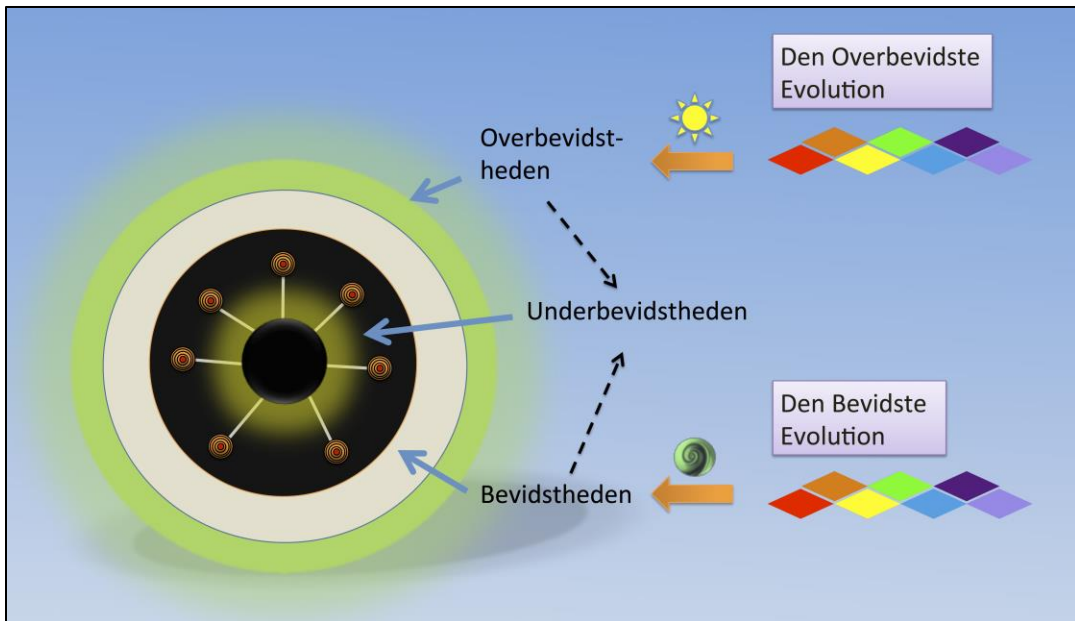 Den Overbevidste
Evolution
Overbevidst-
heden
Underbevidstheden
Den Bevidste
Evolution
Bevidstheden